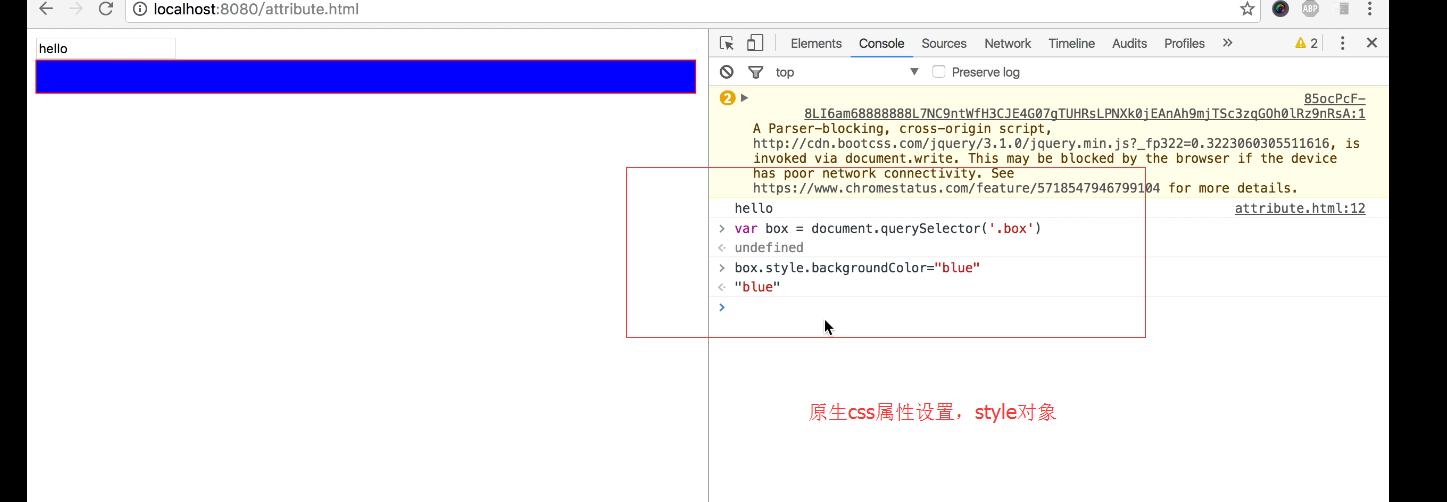 localhost:8080/attribute.html
ABP
hello
Elements Console Sources Network Timeline Audits Profiles » 2
top Preserve log
2 85ocPcF-
8LI6am68888888L7NC9ntWfH3CJE4G07gTUHRsLPNXk0jEAnAh9mjTSc3zqGOh0lRz9nRsA:1
A Parser-blocking, cross-origin script,
http://cdn.bootcss.com/jquery/3.1.0/jquery.min.js?_fp322=0.3223060305511616, is
invoked via document.write. This may be blocked by the browser if the device
has poor network connectivity. See
https://www.chromestatus.com/feature/5718547946799104 for more details.
hello attribute.html:12
> var box = document.querySelector('.box')
undefined
> box.style.backgroundColor="blue"
"blue"
>
原生css属性设置，style对象